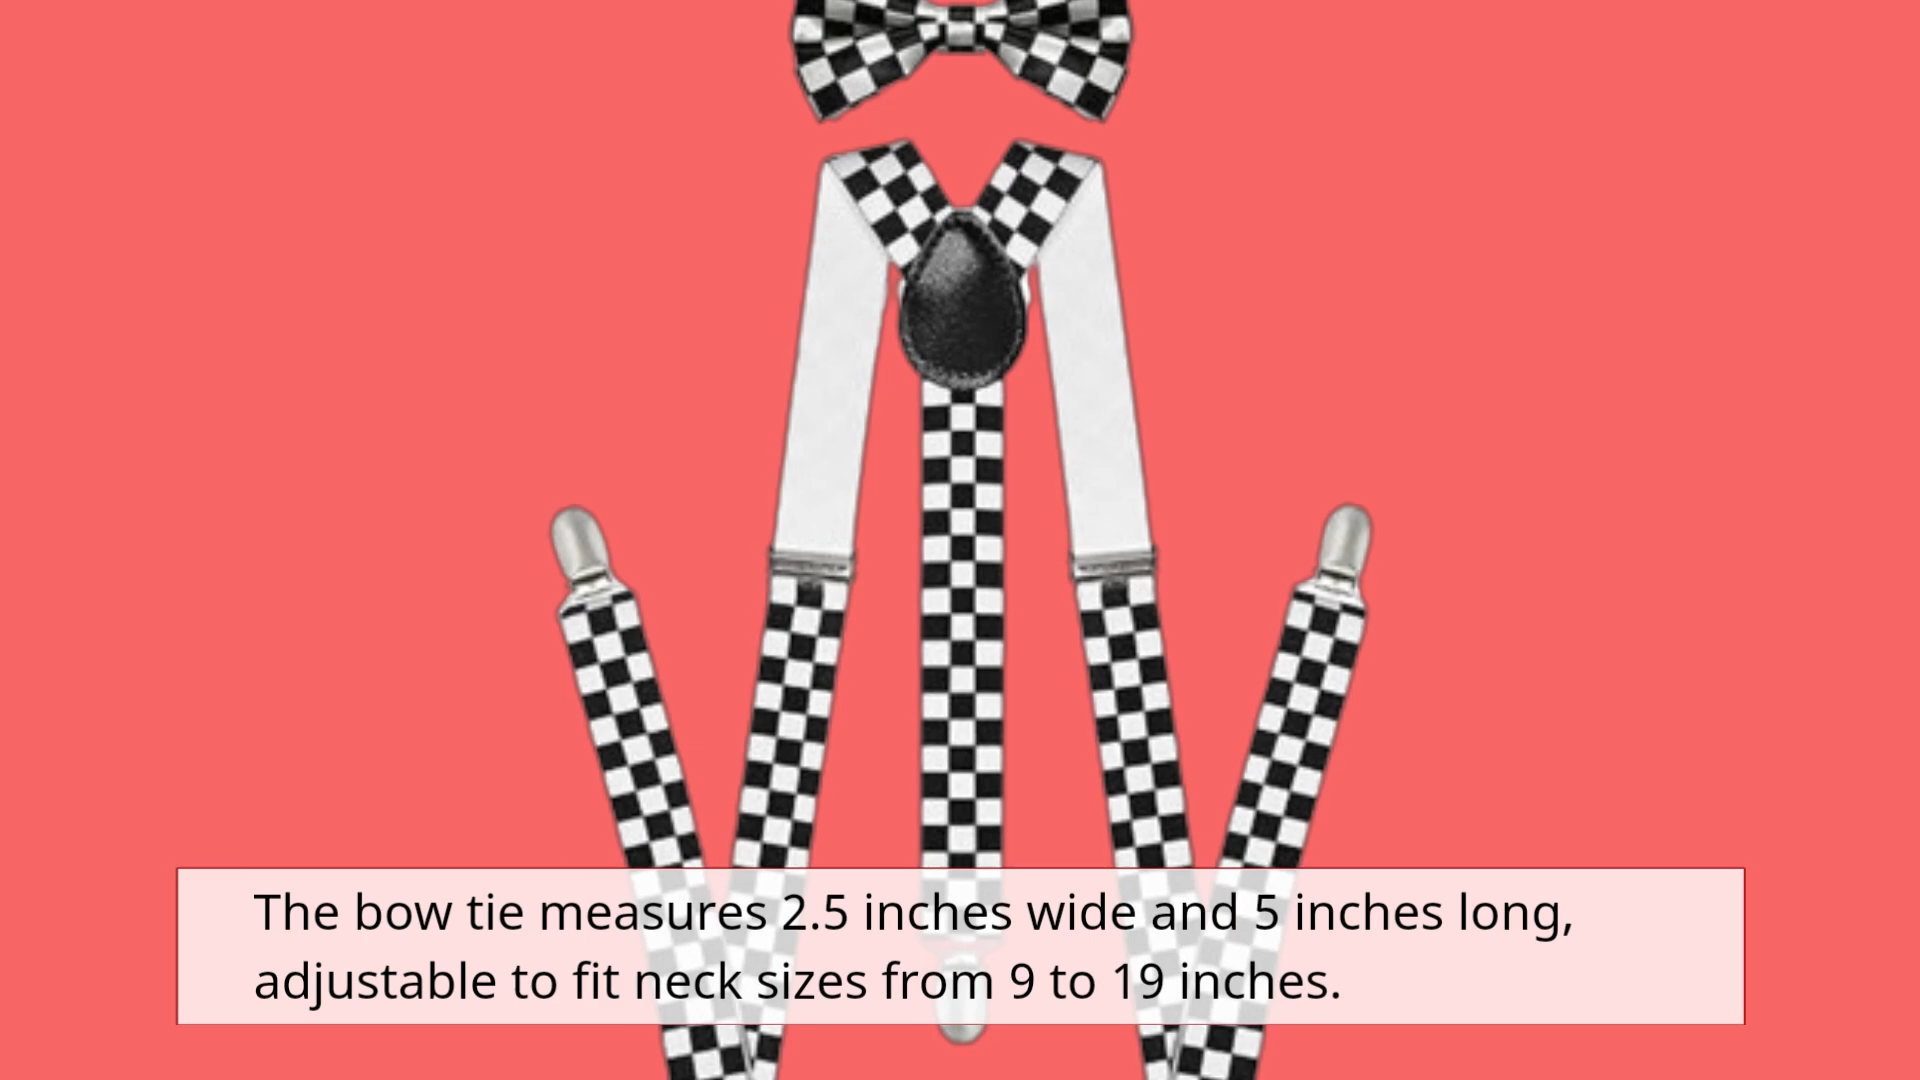 The bow tie measures 2.5 inches wide and 5 inches long,
adjustable to fit neck sizes from 9 to 19 inches.